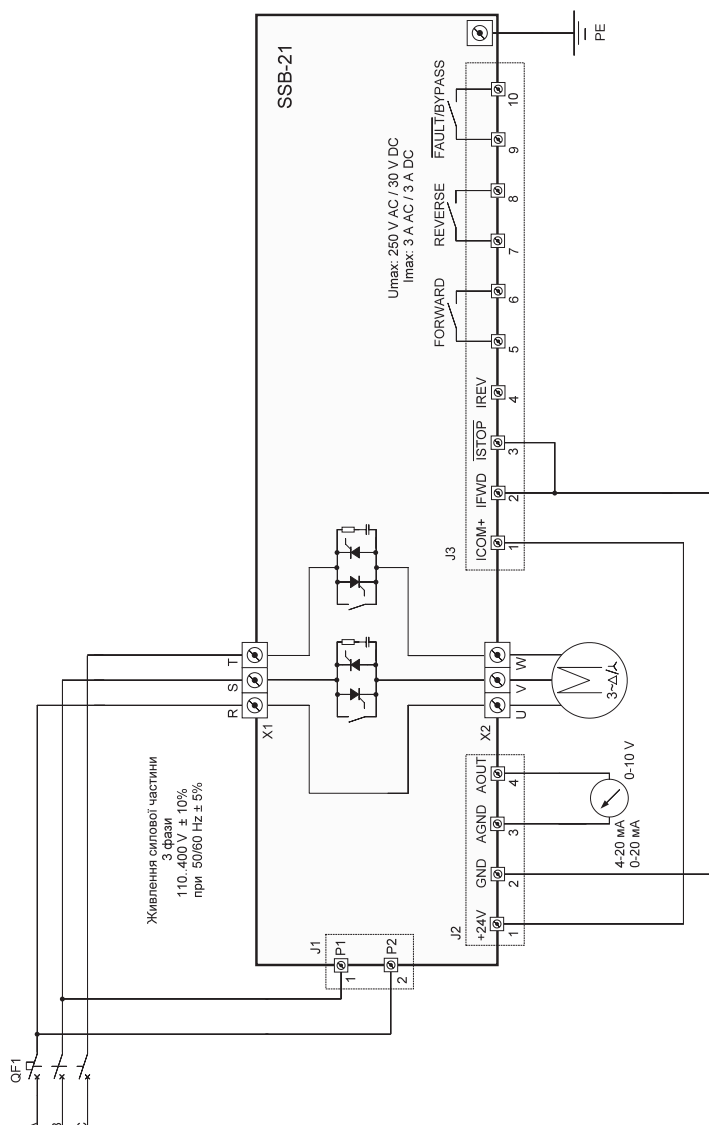 SSB-21
PE
Umax: 250 V AC / 30 V DC
Imax: 3 A AC / 3 A DC
FORWARD
REVERSE
FAULT/BYPASS
J3
ICOM+
IFWD
ISTOP
IREV
1
2
3
4
5
6
7
8
9
10
R
S
T
X1
X2
U
V
W
M
3~Δ/⅄
Живлення силової частини
3 фази
110..400 V ± 10%
при 50/60 Hz ± 5%
J1
P1
P2
1
2
J2
+24V
GND
AGND
AOUT
1
2
3
4
0-10 V
4-20 мА
0-20 мА
QF1